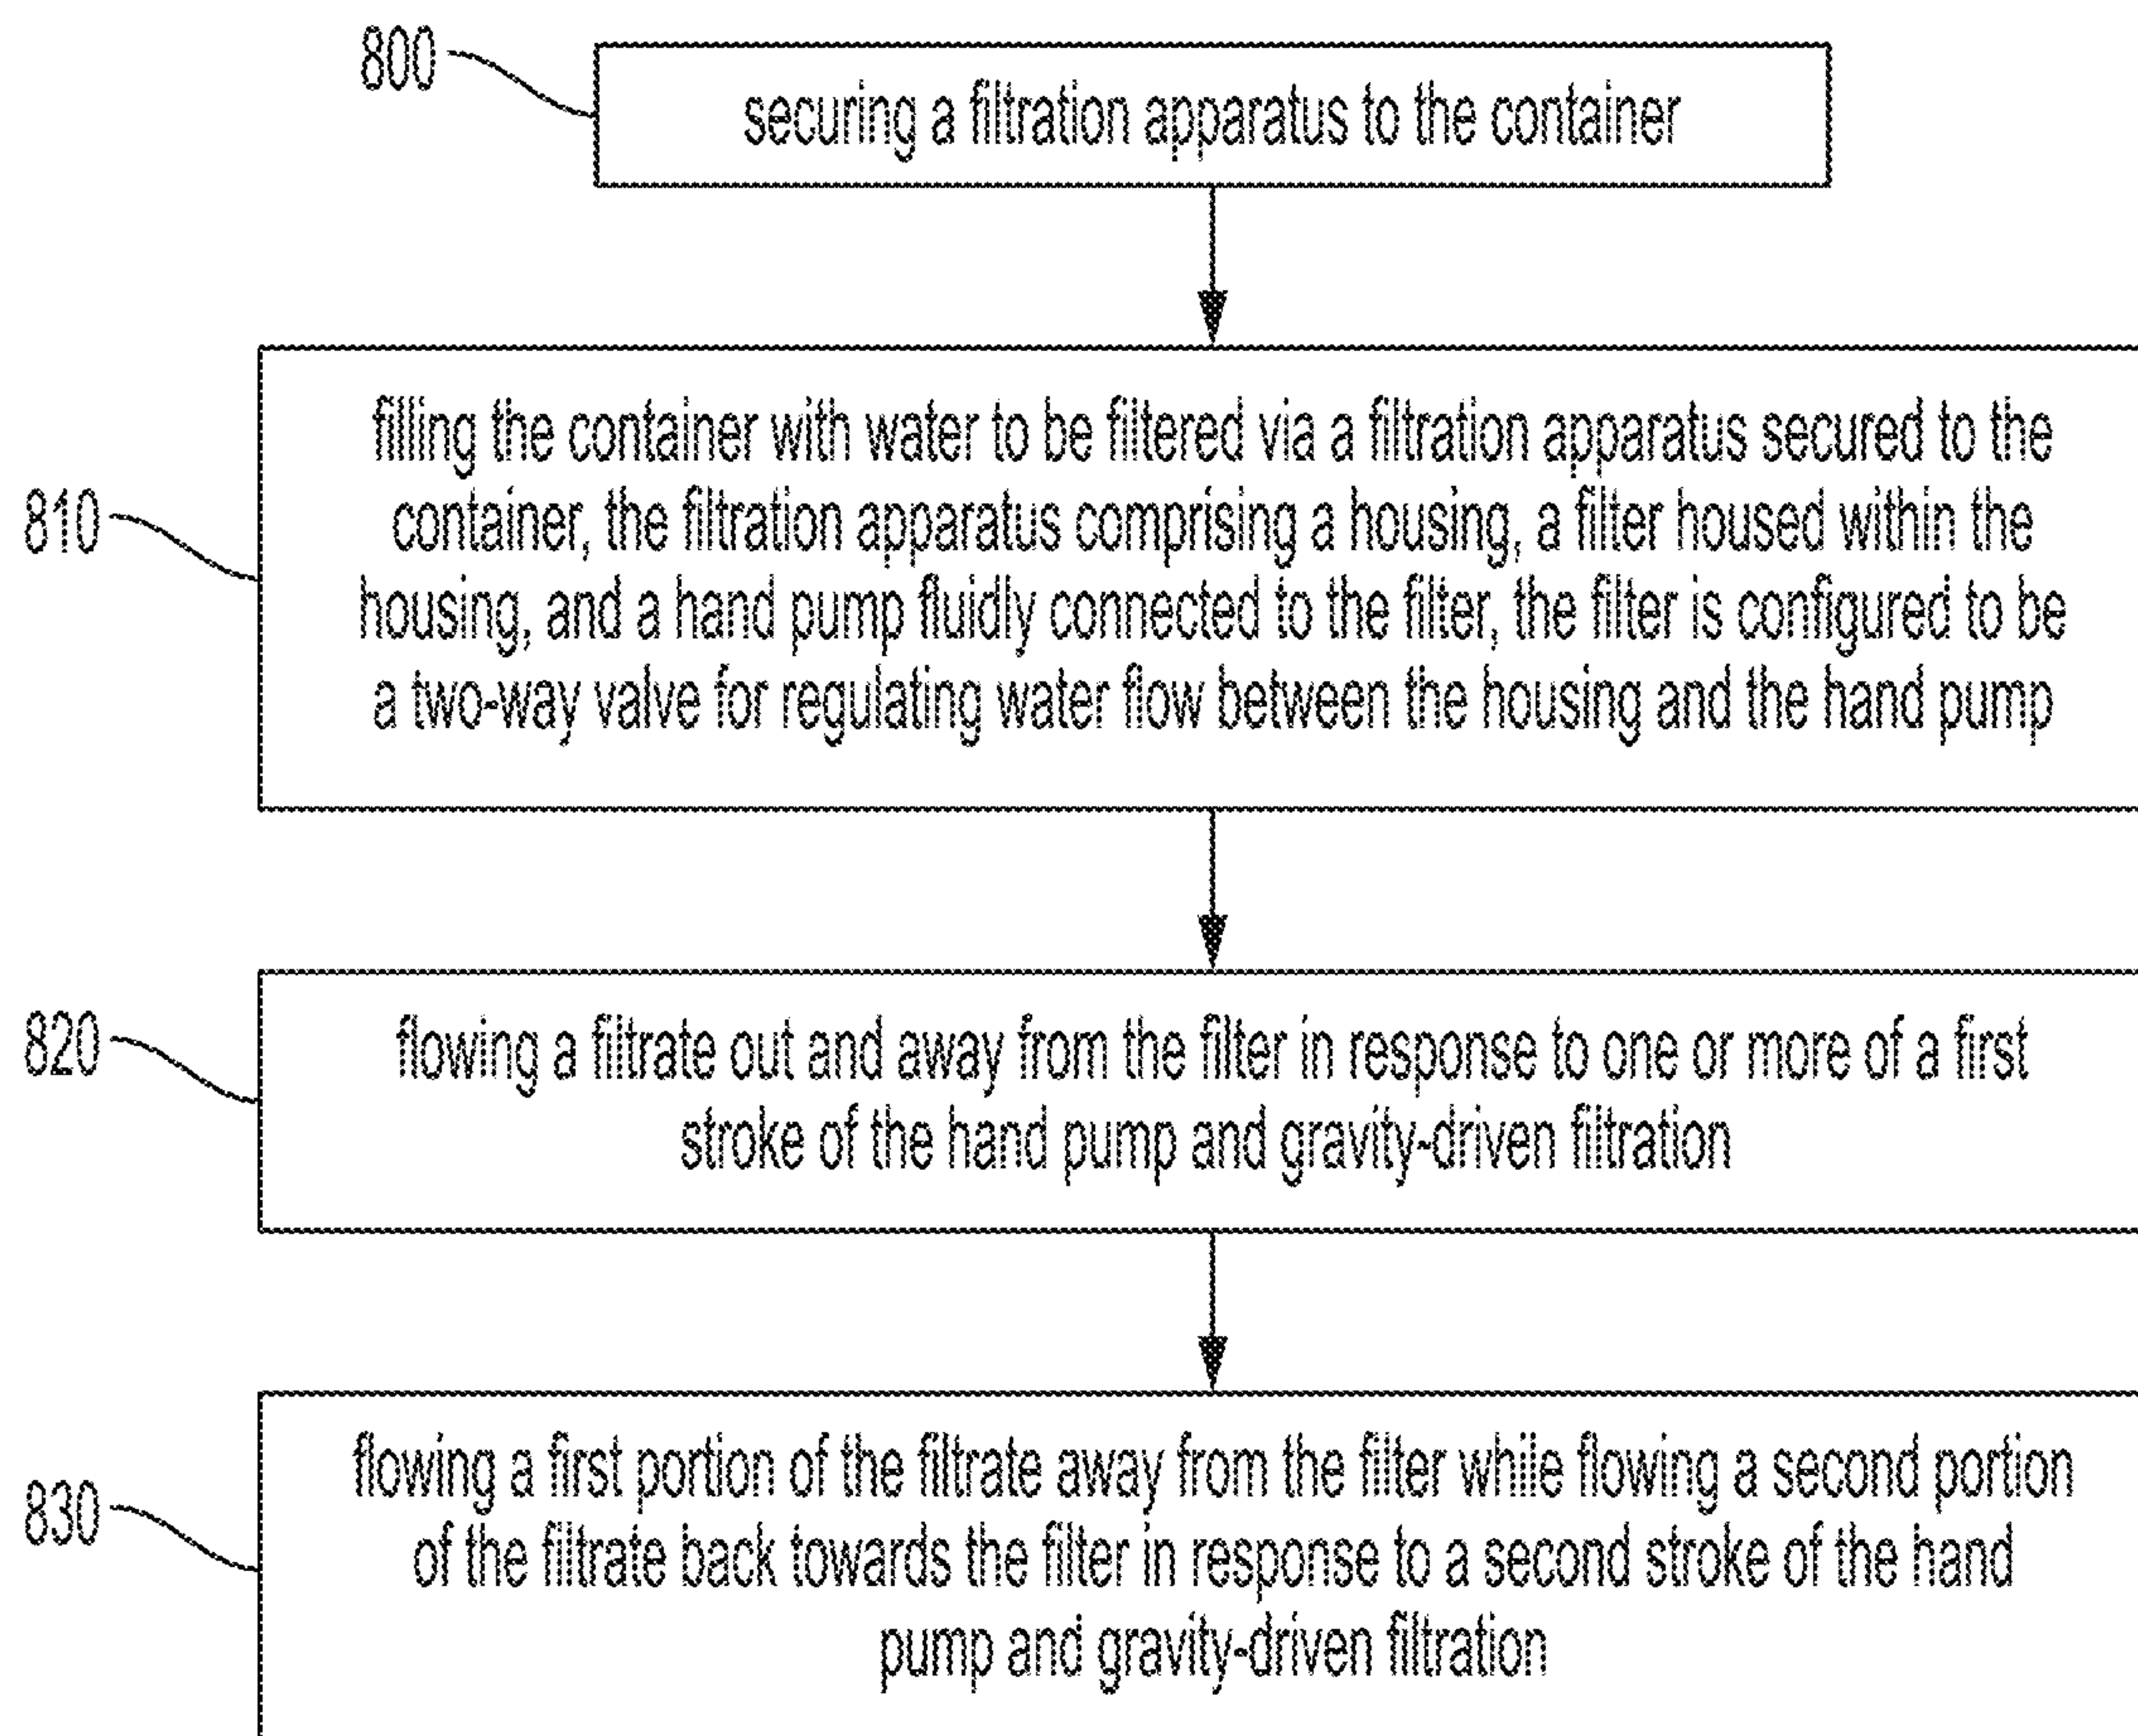 800
securing a filtration apparatus to the container
810
filling the container with water to be filtered via a filtration apparatus secured to the
container, the filtration apparatus comprising a housing, a filter housed within the
housing, and a hand pump fluidly connected to the filter, the filter is configured to be
a two-way valve for regulating water flow between the housing and the hand pump
820
flowing a filtrate out and away from the filter in response to one or more of a first
stroke of the hand pump and gravity-driven filtration
830
flowing a first portion of the filtrate away from the filter while flowing a second portion
of the filtrate back towards the filter in response to a second stroke of the hand
pump and gravity-driven filtration